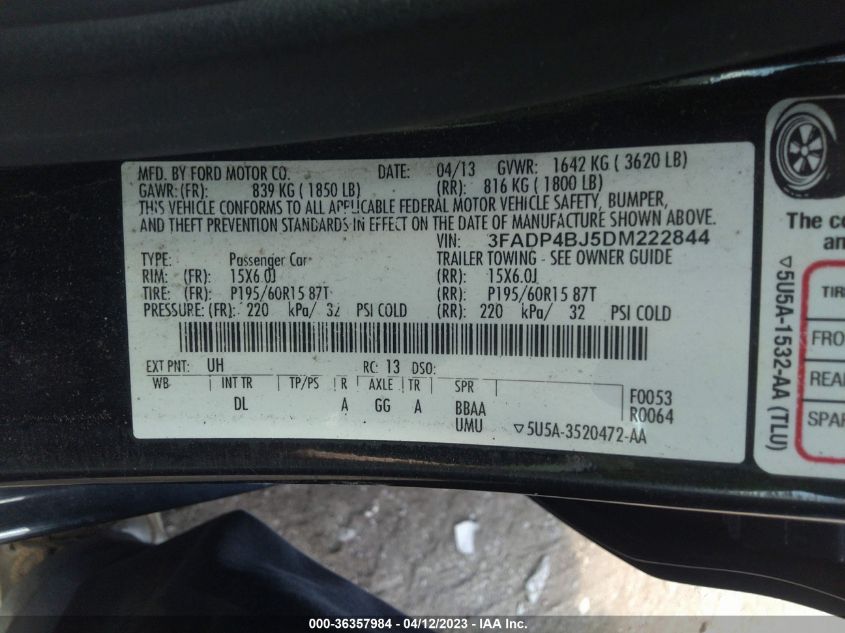 MFD. BY FORD MOTOR CO. DATE: 04/13 GVWR: 1642 KG ( 3620 LB)
GAWR: (FR): 839 KG ( 1850 LB) (RR): 816 KG ( 1800 LB)
THIS VEHICLE CONFORMS TO ALL APPLICABLE FEDERAL MOTOR VEHICLE SAFETY, BUMPER,
AND THEFT PREVENTION STANDARDS IN EFFECT ON THE DATE OF MANUFACTURE SHOWN ABOVE.
VIN: 3FADP4BJ5DM222844
TYPE: Passenger Car TRAILER TOWING - SEE OWNER GUIDE
RIM: (FR): 15X6.0J (RR): 15X6.0J
TIRE: (FR): P195/60R15 87T (RR): P195/60R15 87T
PRESSURE: (FR): 220 kPa/ 32 PSI COLD (RR): 220 kPa/ 32 PSI COLD
EXT PNT: UH RC: 13 DSO:
WB INT TR TP/PS R AXLE TR SPR
DL A GG A BBAA
UMU
F0053
R0064
▽5U5A-3520472-AA
▽5U5A-1532-AA (TLU)
The co
an
TIR
FRO
REAR
SPAR
000-36357984 - 04/12/2023 - IAA Inc.